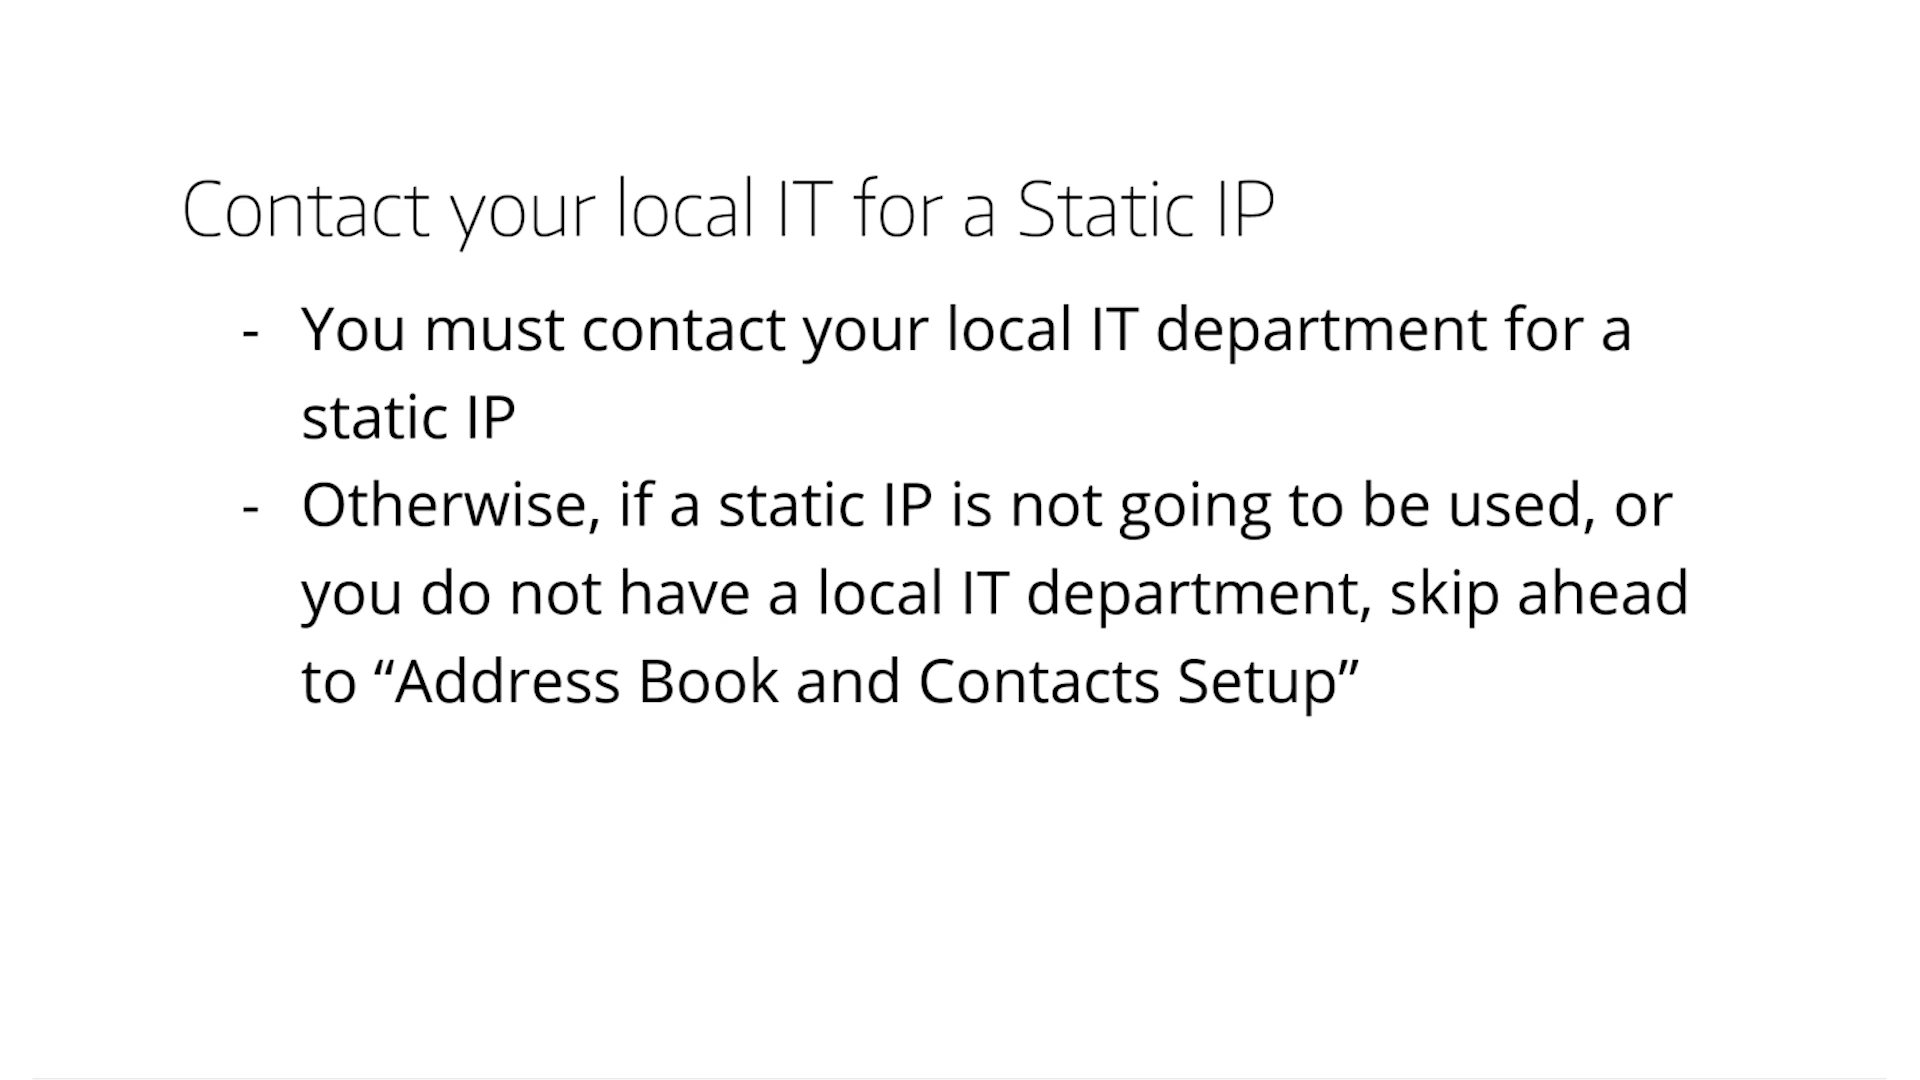 Contact your local IT for a Static IP
- You must contact your local IT department for a
static IP
- Otherwise, if a static IP is not going to be used, or
you do not have a local IT department, skip ahead
to “Address Book and Contacts Setup”